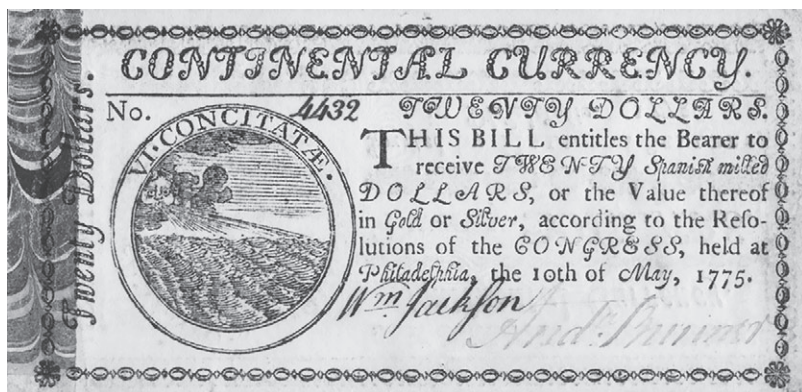 CONTINENTAL CURRENCY.
Twenty Dollars.
No. 4432
VI·CONCITATÆ.
TWENTY DOLLARS.
THIS BILL entitles the Bearer to
receive TWENTY Spanish milled
DOLLARS, or the Value thereof
in Gold or Silver, according to the Reso-
lutions of the CONGRESS, held at
Philadelphia, the 10th of May, 1775.
Wm Jackson
Andw Bunner